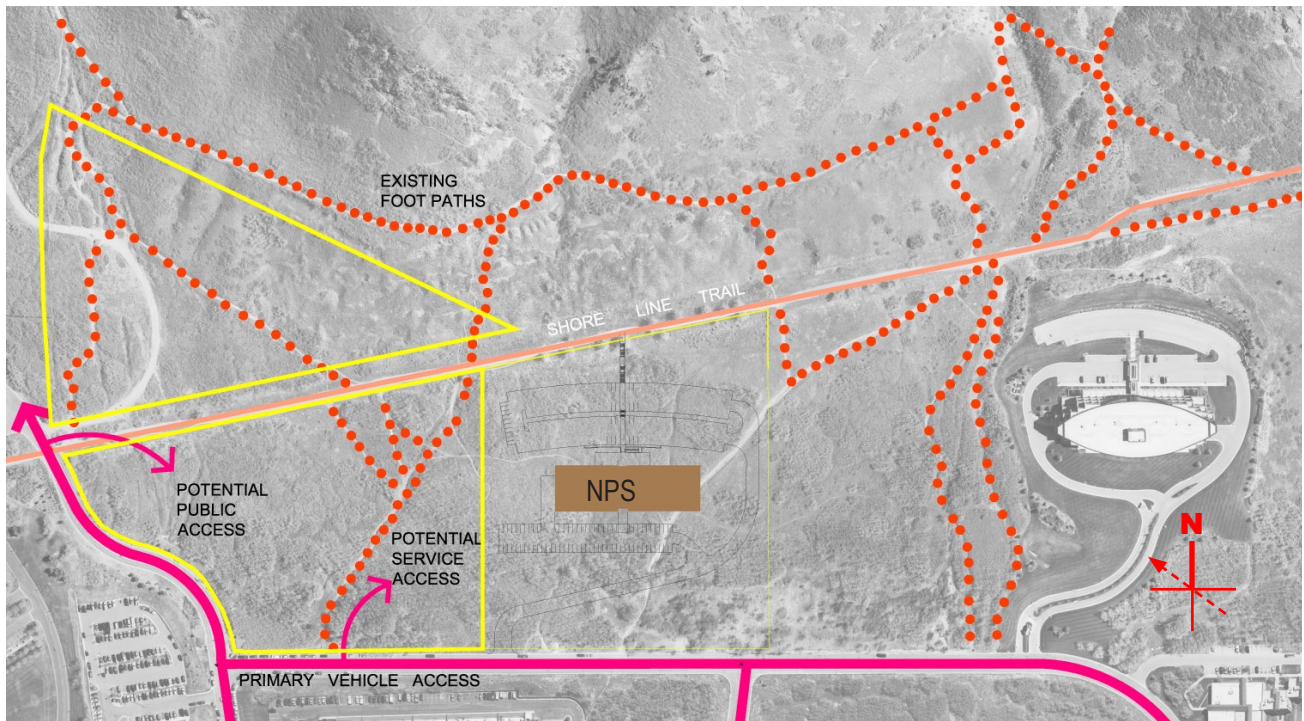 EXISTING
FOOT PATHS
SHORE LINE TRAIL
NPS
POTENTIAL
PUBLIC
ACCESS
POTENTIAL
SERVICE
ACCESS
N
PRIMARY VEHICLE ACCESS